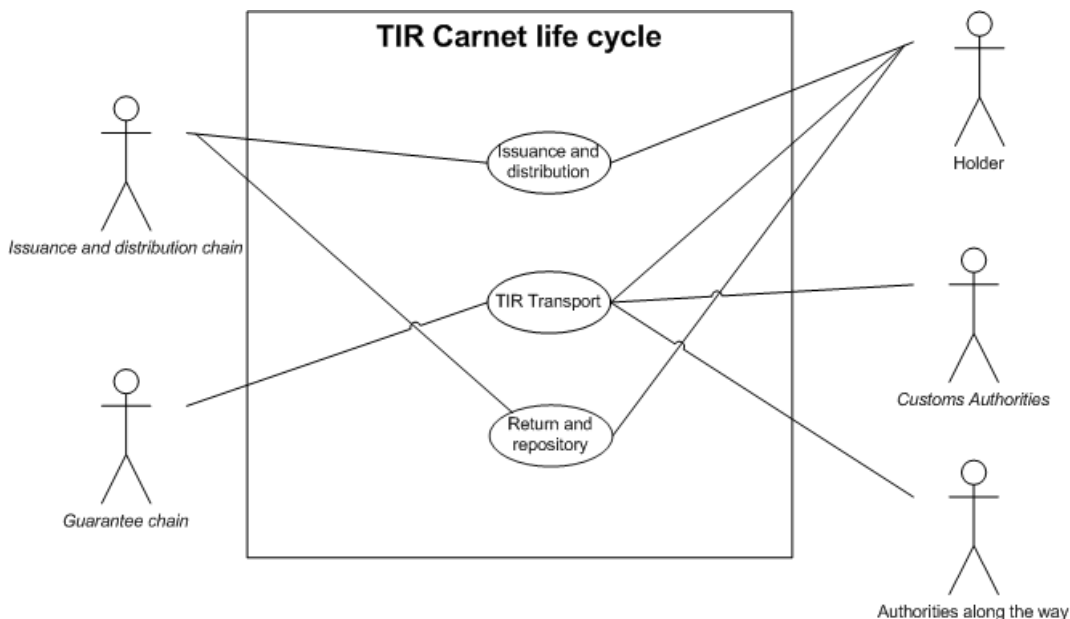 TIR Carnet life cycle
Issuance and
distribution
Holder
Issuance and distribution chain
TIR Transport
Customs Authorities
Return and
repository
Guarantee chain
Authorities along the way